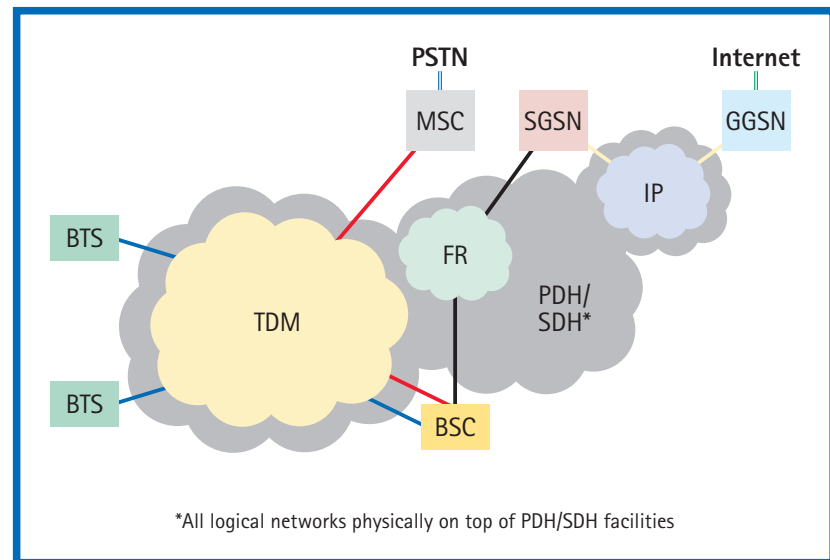 PSTN
Internet
MSC
SGSN
GGSN
IP
BTS
FR
PDH/
SDH*
TDM
BTS
BSC
*All logical networks physically on top of PDH/SDH facilities